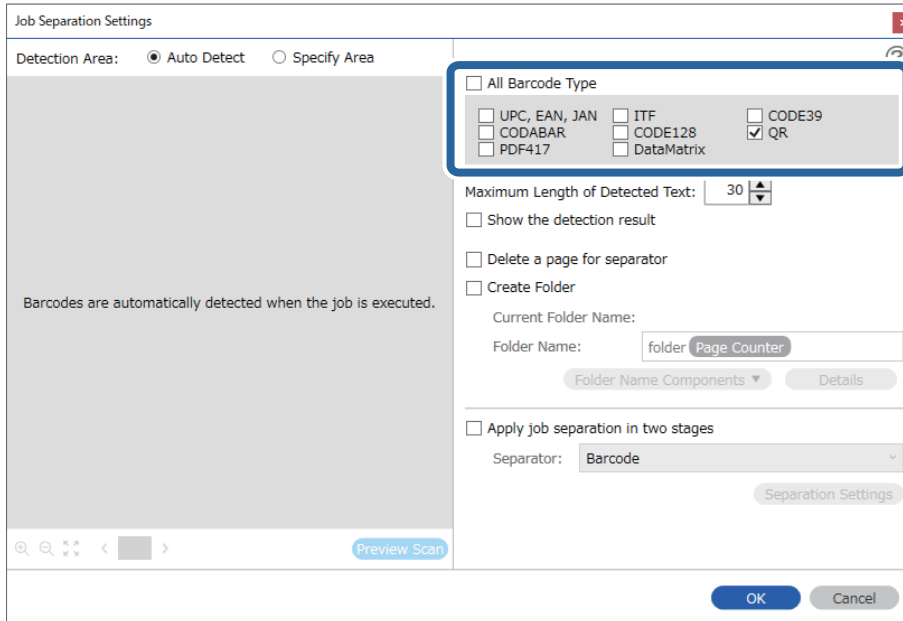 Job Separation Settings
Detection Area: Auto Detect Specify Area
All Barcode Type
UPC, EAN, JAN ITF CODE39
CODABAR CODE128 QR
PDF417 DataMatrix
Maximum Length of Detected Text: 30
Show the detection result
Delete a page for separator
Create Folder
Barcodes are automatically detected when the job is executed.
Current Folder Name:
Folder Name: folder Page Counter
Folder Name Components Details
Apply job separation in two stages
Separator: Barcode
Separation Settings
Preview Scan
OK Cancel